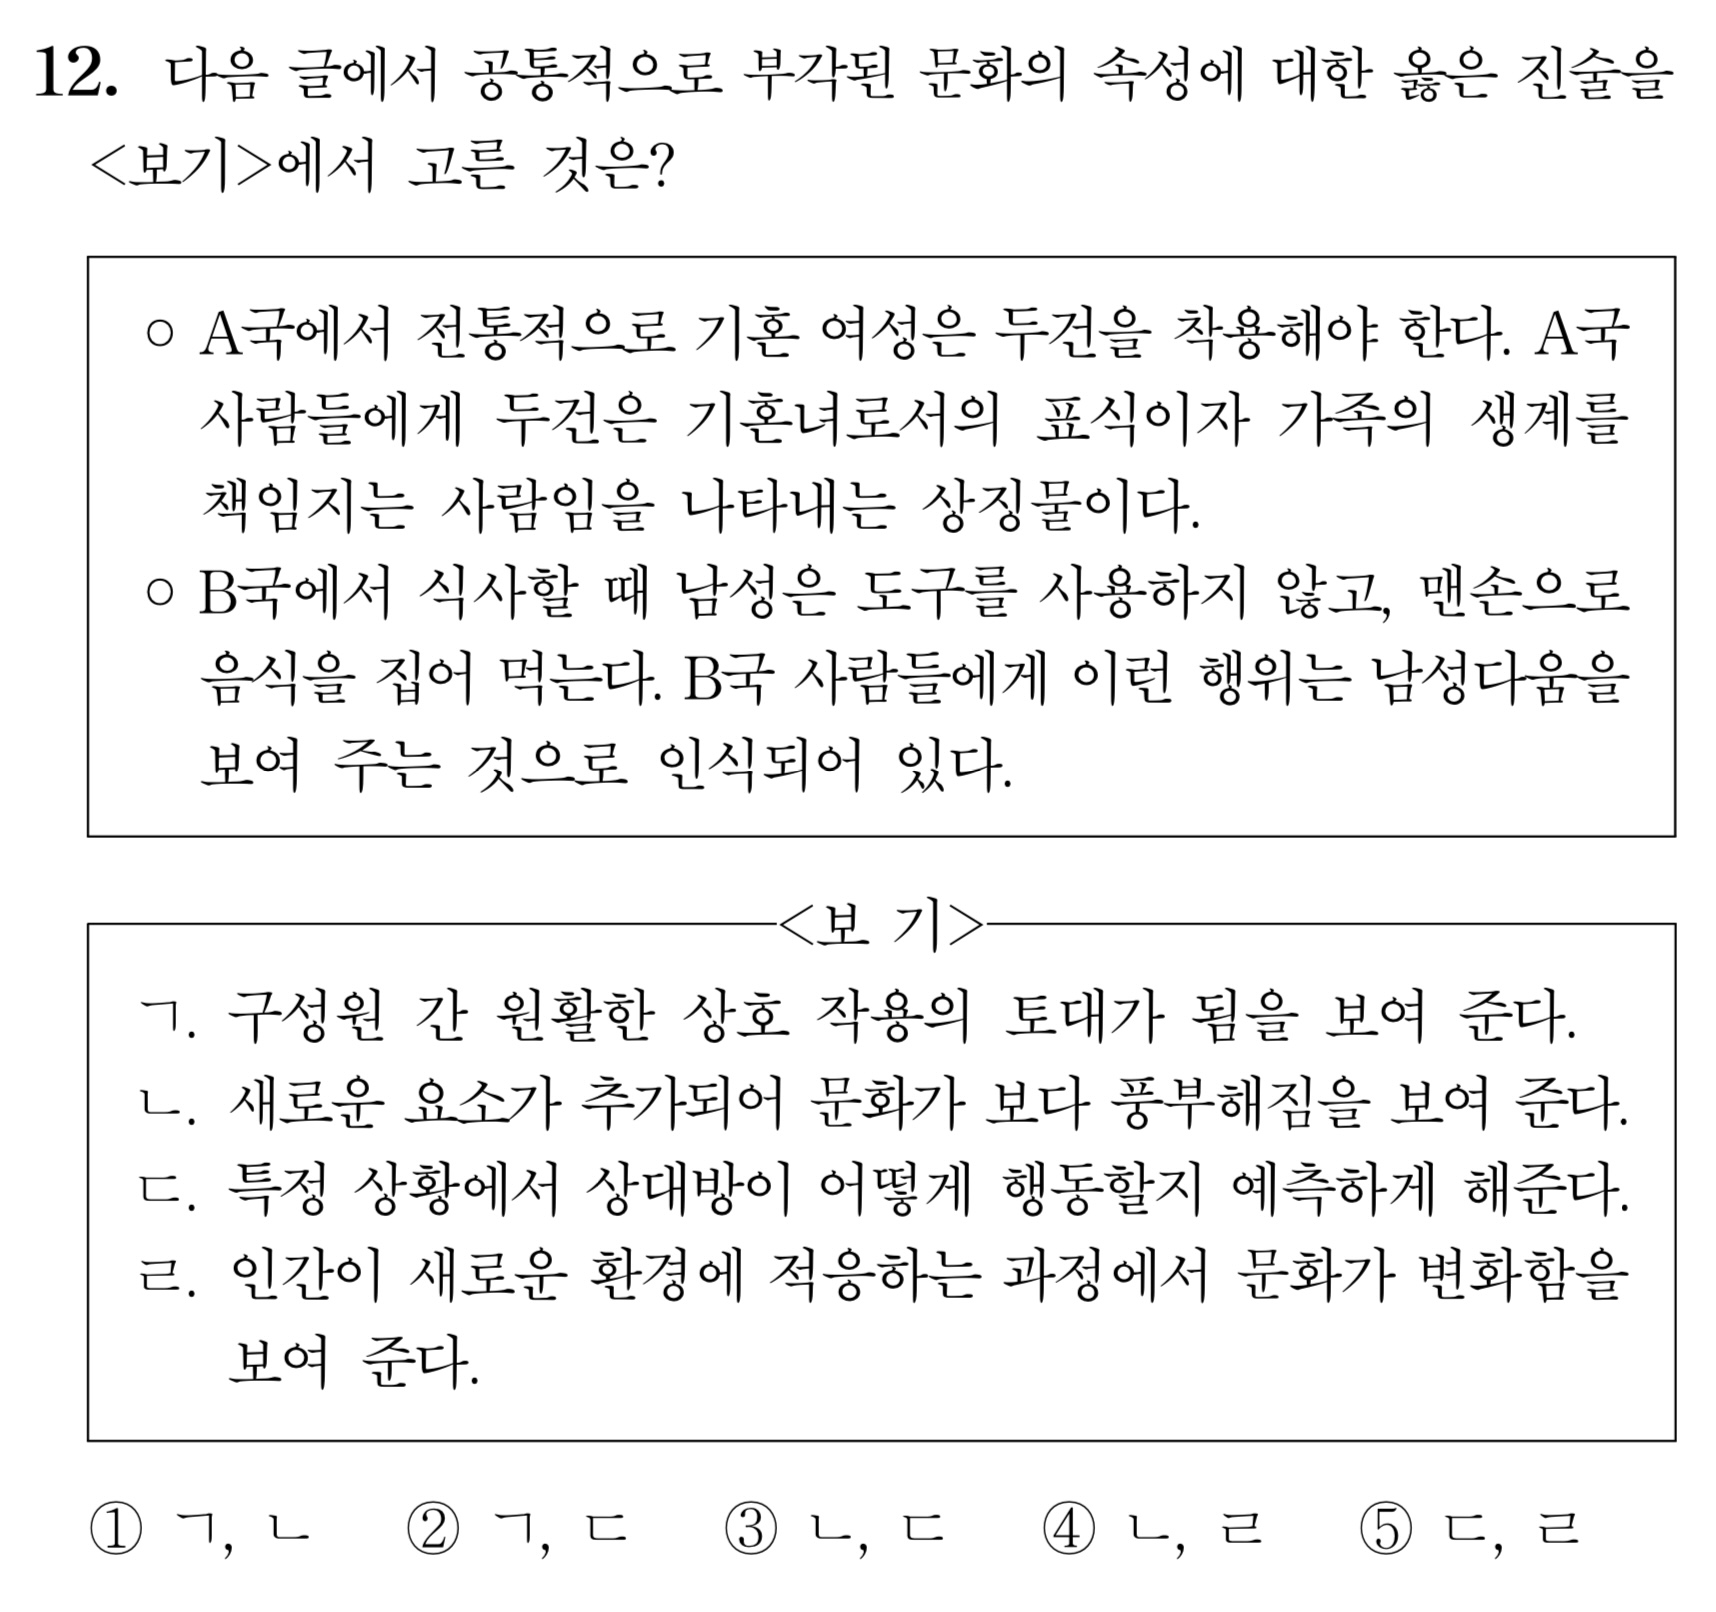 12. 다음 글에서 공통적으로 부각된 문화의 속성에 대한 옳은 진술을
<보기>에서 고른 것은?
○ A국에서 전통적으로 기혼 여성은 두건을 착용해야 한다. A국
사람들에게 두건은 기혼녀로서의 표식이자 가족의 생계를
책임지는 사람임을 나타내는 상징물이다.
○ B국에서 식사할 때 남성은 도구를 사용하지 않고, 맨손으로
음식을 집어 먹는다. B국 사람들에게 이런 행위는 남성다움을
보여 주는 것으로 인식되어 있다.
<보 기>
ㄱ. 구성원 간 원활한 상호 작용의 토대가 됨을 보여 준다.
ㄴ. 새로운 요소가 추가되어 문화가 보다 풍부해짐을 보여 준다.
ㄷ. 특정 상황에서 상대방이 어떻게 행동할지 예측하게 해준다.
ㄹ. 인간이 새로운 환경에 적응하는 과정에서 문화가 변화함을
보여 준다.
① ㄱ, ㄴ ② ㄱ, ㄷ ③ ㄴ, ㄷ ④ ㄴ, ㄹ ⑤ ㄷ, ㄹ